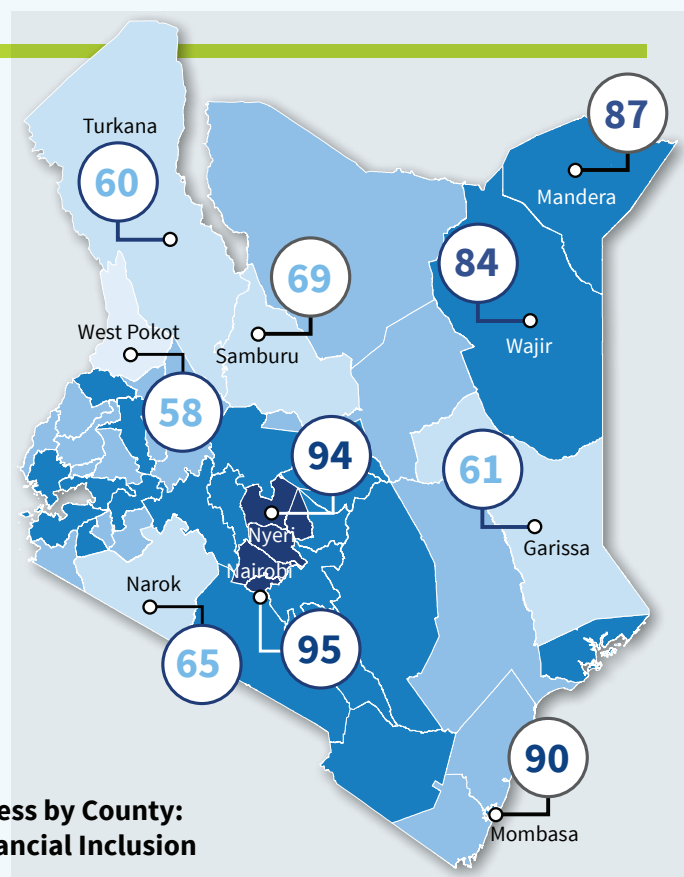 87
Turkana
60
Mandera
84
69
West Pokot
Samburu
Wajir
58
94
61
Nyeri
Garissa
Nairobi
Narok
95
65
90
ess by County:
ancial Inclusion
Mombasa